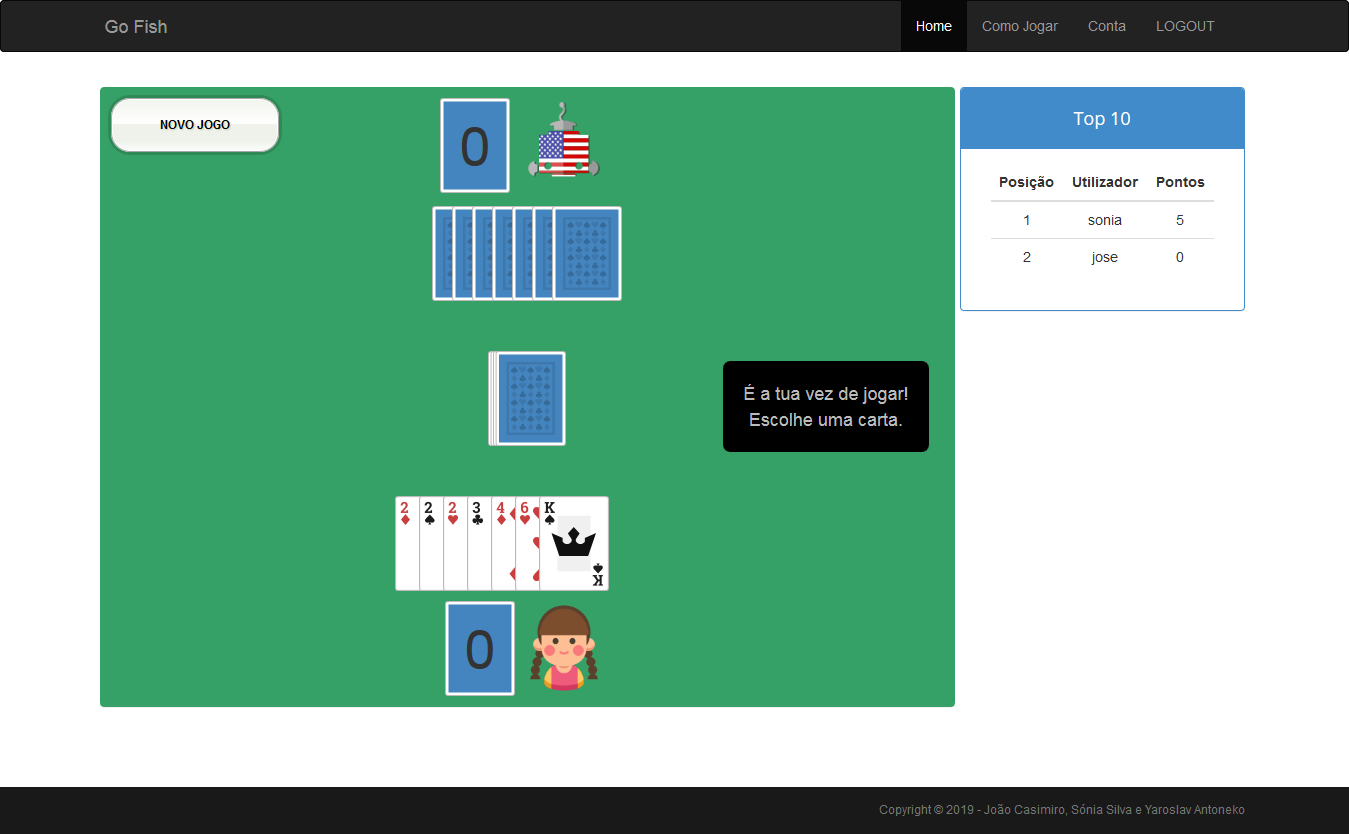 Go Fish
Home Como Jogar Conta LOGOUT
NOVO JOGO
0
É a tua vez de jogar!
Escolhe uma carta.
2 2 2 3 4 6 K
K
0
Top 10
Posição Utilizador Pontos
1 sonia 5
2 jose 0
Copyright © 2019 - João Casimiro, Sónia Silva e Yaroslav Antoneko